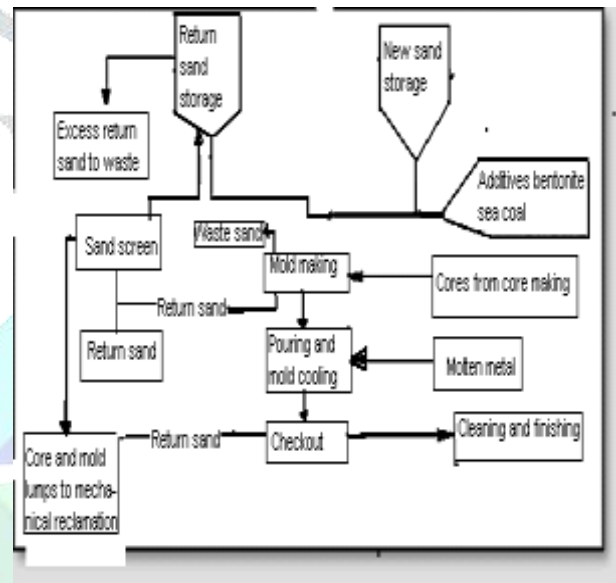 Return
sand
storage
New sand
storage
Excess return
sand to waste
Additives bentonite
sea coal
Waste sand
Sand screen
Mold making
Cores from core making
Return sand
Return sand
Pouring and
mold cooling
Molten metal
Cleaning and finishing
Return sand
Checkout
Core and mold
lumps to mecha-
nical reclamation